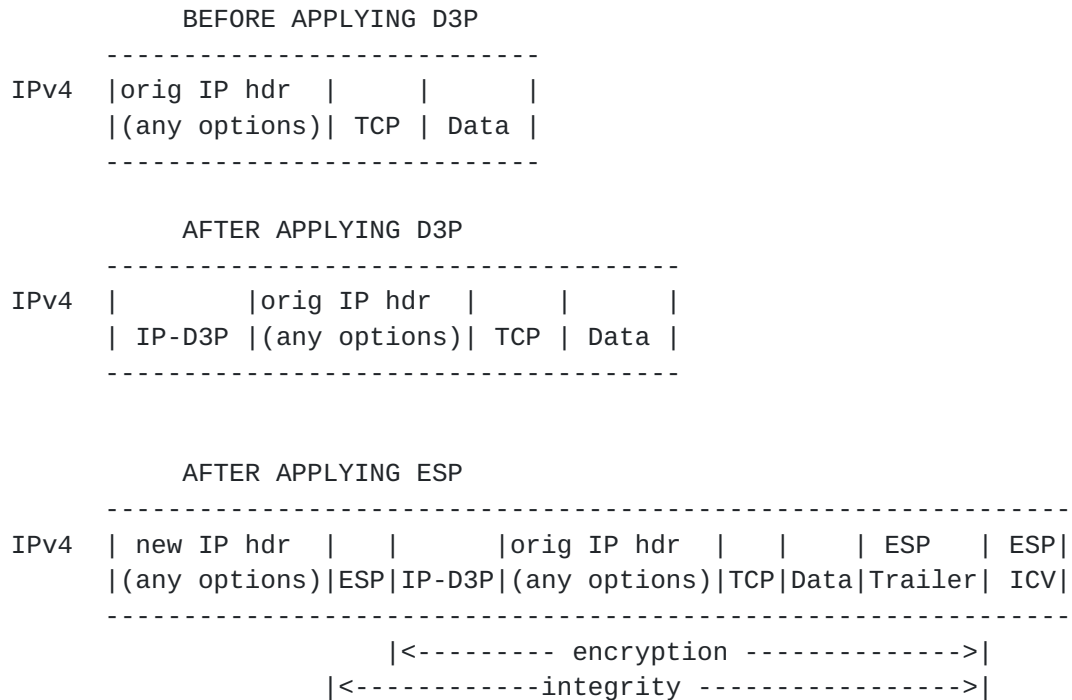 BEFORE APPLYING D3P
       ----------------------------
IPv4  |orig IP hdr  |     |      |
      |(any options)| TCP | Data |
       ----------------------------

            AFTER APPLYING D3P
       -------------------------------------
IPv4  |        |orig IP hdr  |     |      |
      | IP-D3P |(any options)| TCP | Data |
       -------------------------------------

            AFTER APPLYING ESP
       --------------------------------------------------------------
IPv4  | new IP hdr  |   |      |orig IP hdr  |   |    | ESP   | ESP|
      |(any options)|ESP|IP-D3P|(any options)|TCP|Data|Trailer| ICV|
       --------------------------------------------------------------
                        |<--------- encryption -------------->|
                    |<------------integrity ----------------->|